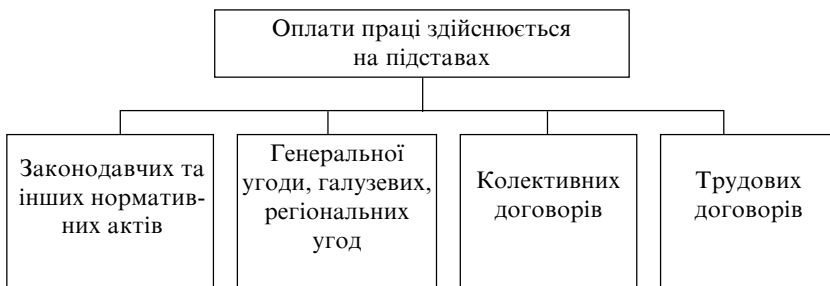 Оплати праці здійснюється
на підставах
Законодавчих та
інших норматив-
них актів
Генеральної
угоди, галузевих,
регіональних
угод
Колективних
договорів
Трудових
договорів